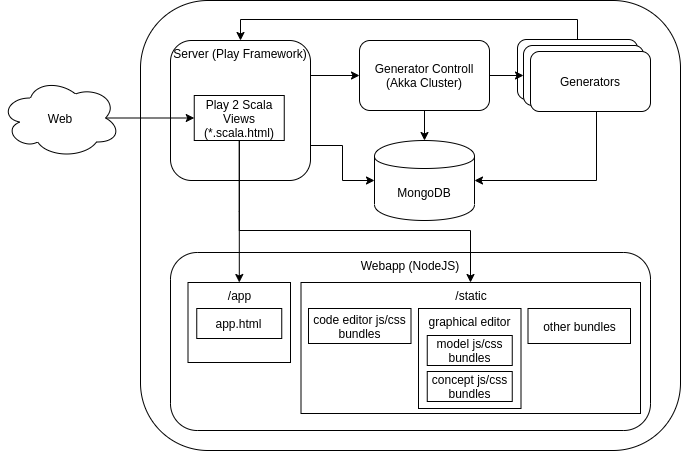 Server (Play Framework)
Play 2 Scala
Views
(*.scala.html)
Web
Generator Controll
(Akka Cluster)
Generators
MongoDB
Webapp (NodeJS)
/app
app.html
/static
code editor js/css
bundles
graphical editor
model js/css
bundles
concept js/css
bundles
other bundles